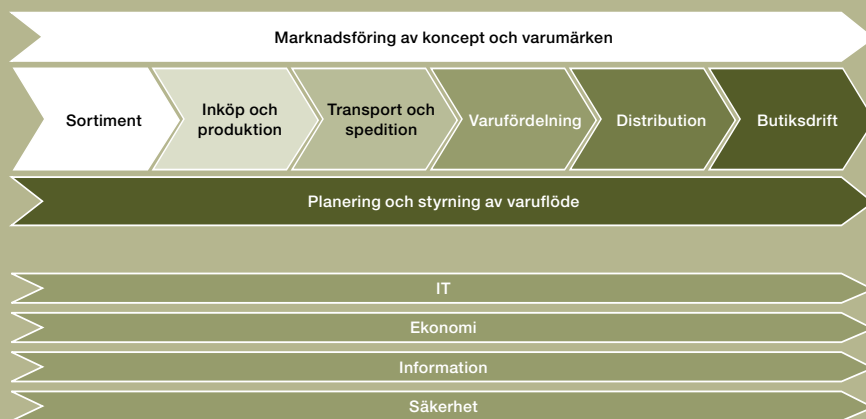 Marknadsföring av koncept och varumärken
Sortiment
Inköp och
produktion
Transport och
spedition
Varufördelning
Distribution
Butiksdrift
Planering och styrning av varuflöde
IT
Ekonomi
Information
Säkerhet